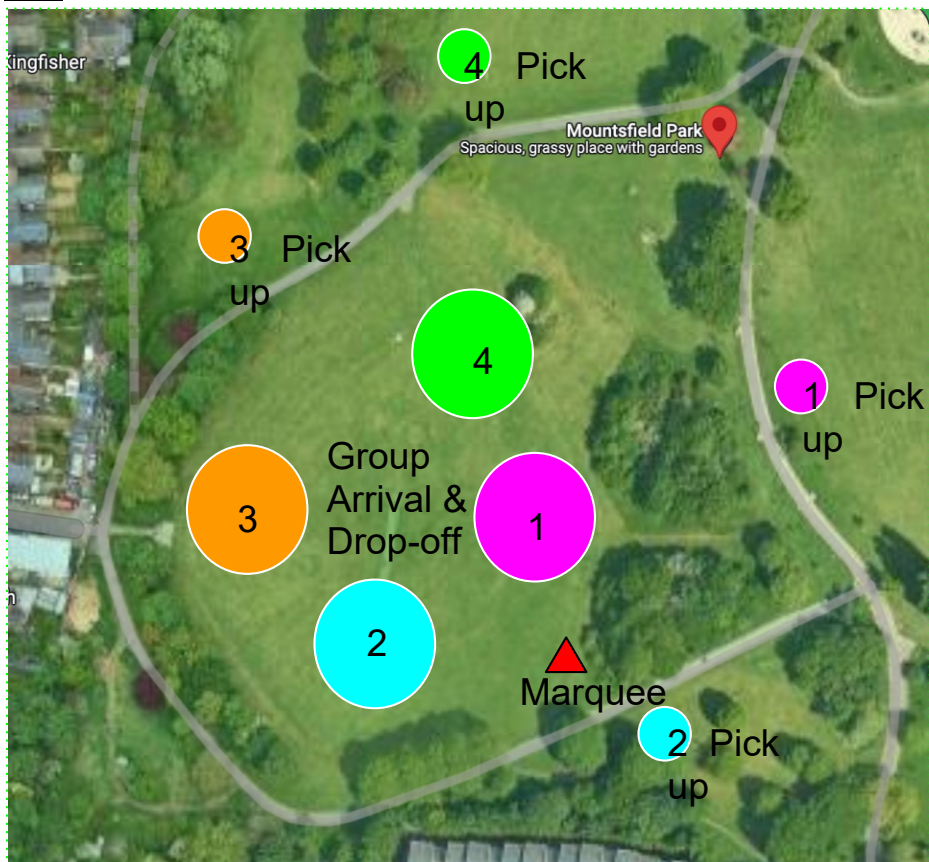 4 Pick
up
Kingfisher
Mountsfield Park
Spacious, grassy place with gardens
3 Pick
up
4
1 Pick
up
Group
Arrival &
Drop-off
3
1
2
Marquee
2 Pick
up